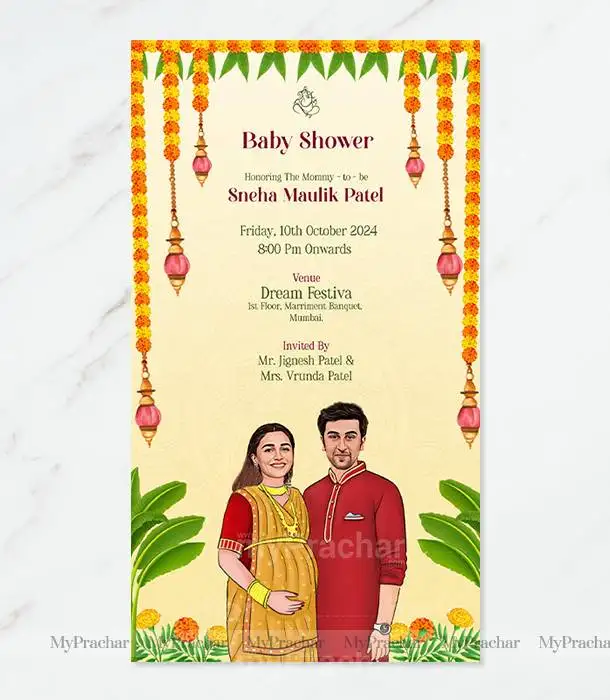 Baby Shower
Honoring The Mommy - to - be
Sneha Maulik Patel
Friday, 10th October 2024
8:00 Pm Onwards
Venue
Dream Festiva
1st Floor, Marriment Banquet,
Mumbai.
Invited By
Mr. Jignesh Patel &
Mrs. Vrunda Patel
MyPrachar
MyPrachar MyPrachar MyPrachar MyPrachar MyPrachar MyPrachar